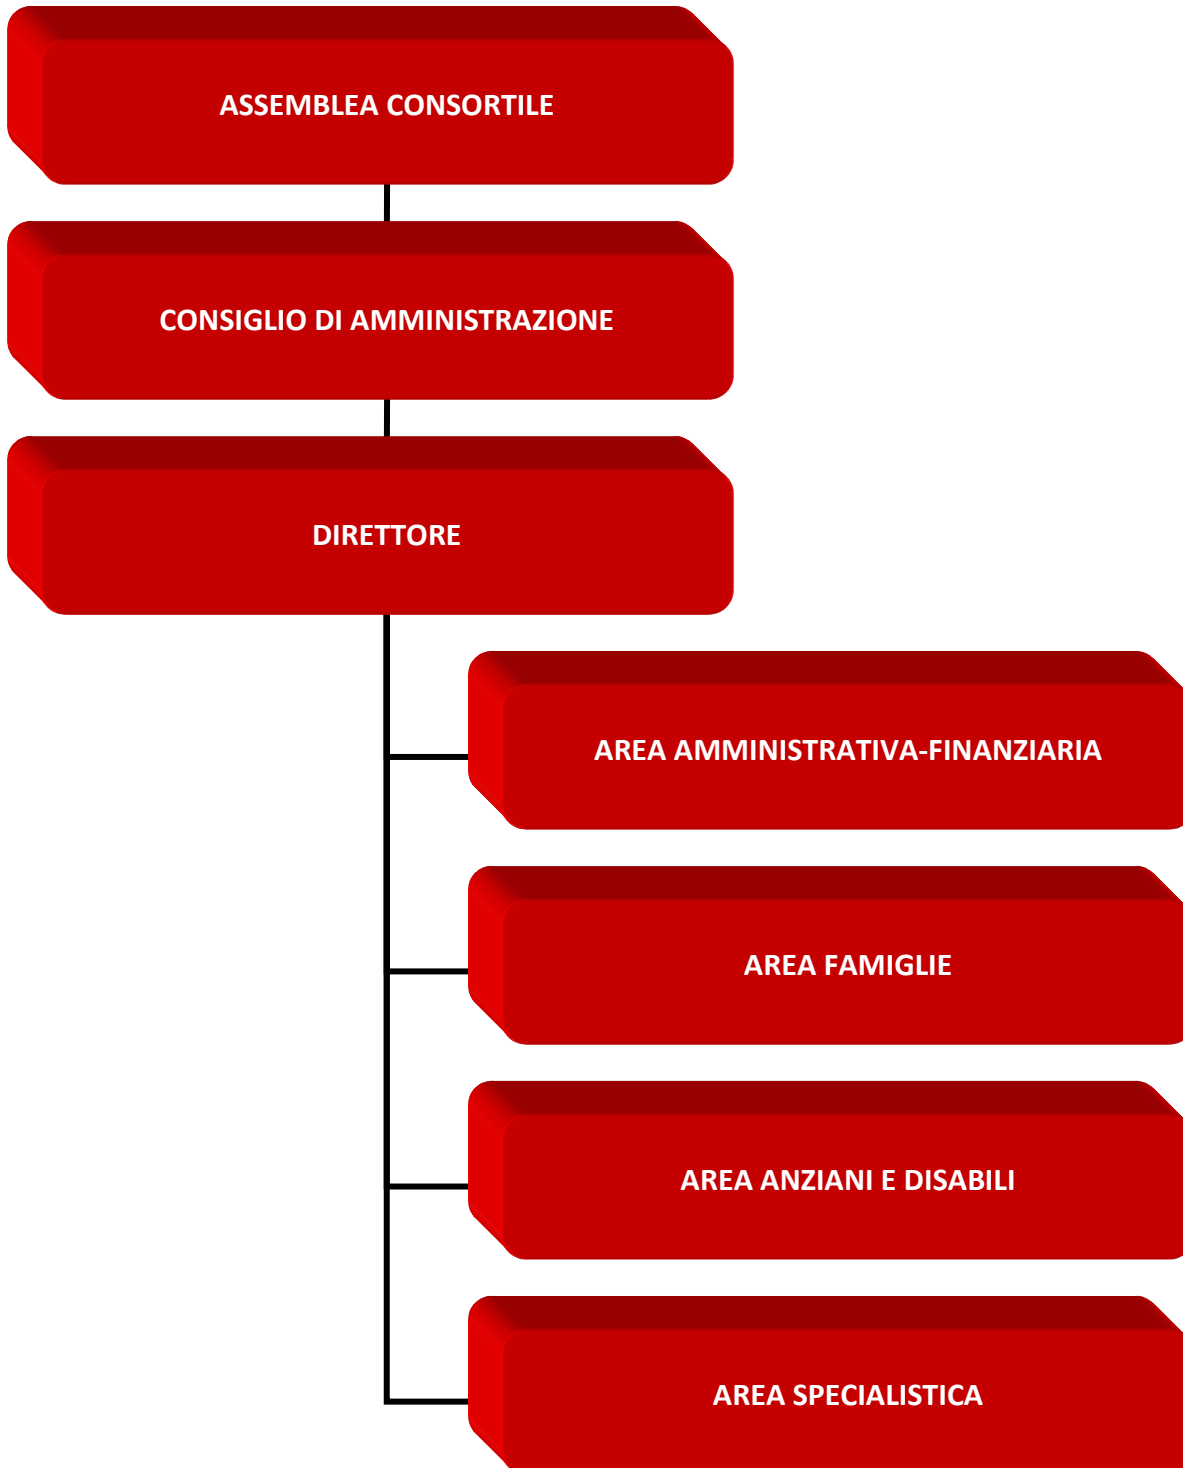 ASSEMBLEA CONSORTILE
CONSIGLIO DI AMMINISTRAZIONE
DIRETTORE
AREA AMMINISTRATIVA-FINANZIARIA
AREA FAMIGLIE
AREA ANZIANI E DISABILI
AREA SPECIALISTICA